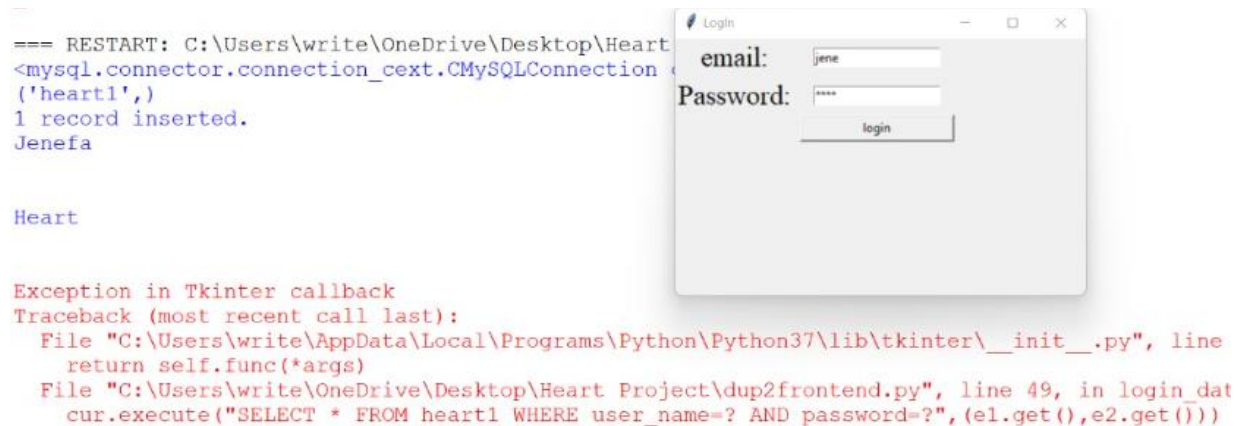 === RESTART: C:\Users\write\OneDrive\Desktop\Heart
<mysql.connector.connection_cext.CMySQLConnection
('heart1',)
1 record inserted.
Jenefa
Heart
Login
email:
jene
Password:
****
login
Exception in Tkinter callback
Traceback (most recent call last):
File "C:\Users\write\AppData\Local\Programs\Python\Python37\lib\tkinter\__init__.py", line
return self.func(*args)
File "C:\Users\write\OneDrive\Desktop\Heart Project\dup2frontend.py", line 49, in login_dat
cur.execute("SELECT * FROM heart1 WHERE user_name=? AND password=?",(e1.get(),e2.get()))